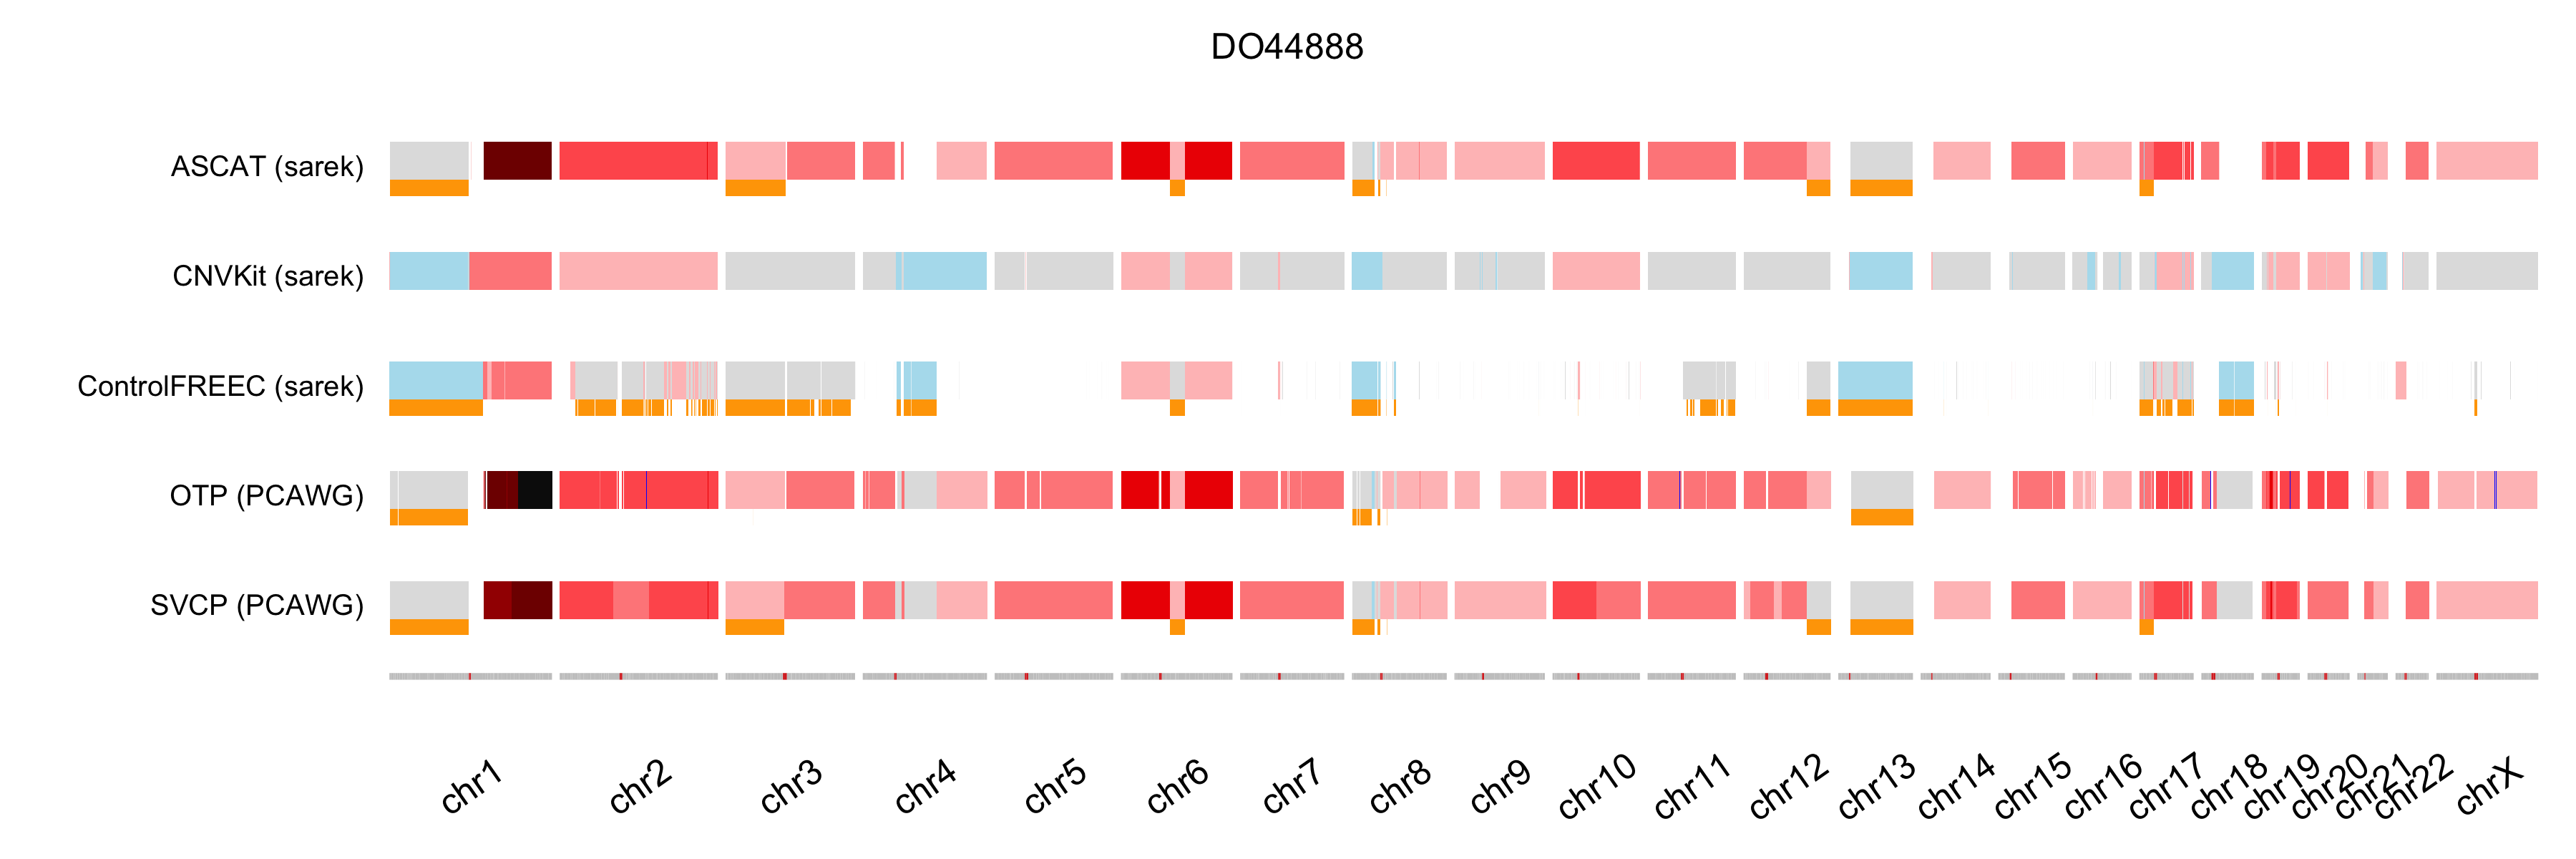 DO44888
ASCAT (sarek)
CNVKit (sarek)
ControlFREEC (sarek)
OTP (PCAWG)
SVCP (PCAWG)
chr1 chr2 chr3 chr4 chr5 chr6 chr7 chr8 chr9 chr10 chr11 chr12 chr13 chr14 chr15 chr16 chr17 chr18 chr19 chr20 chr21 chr22 chrX